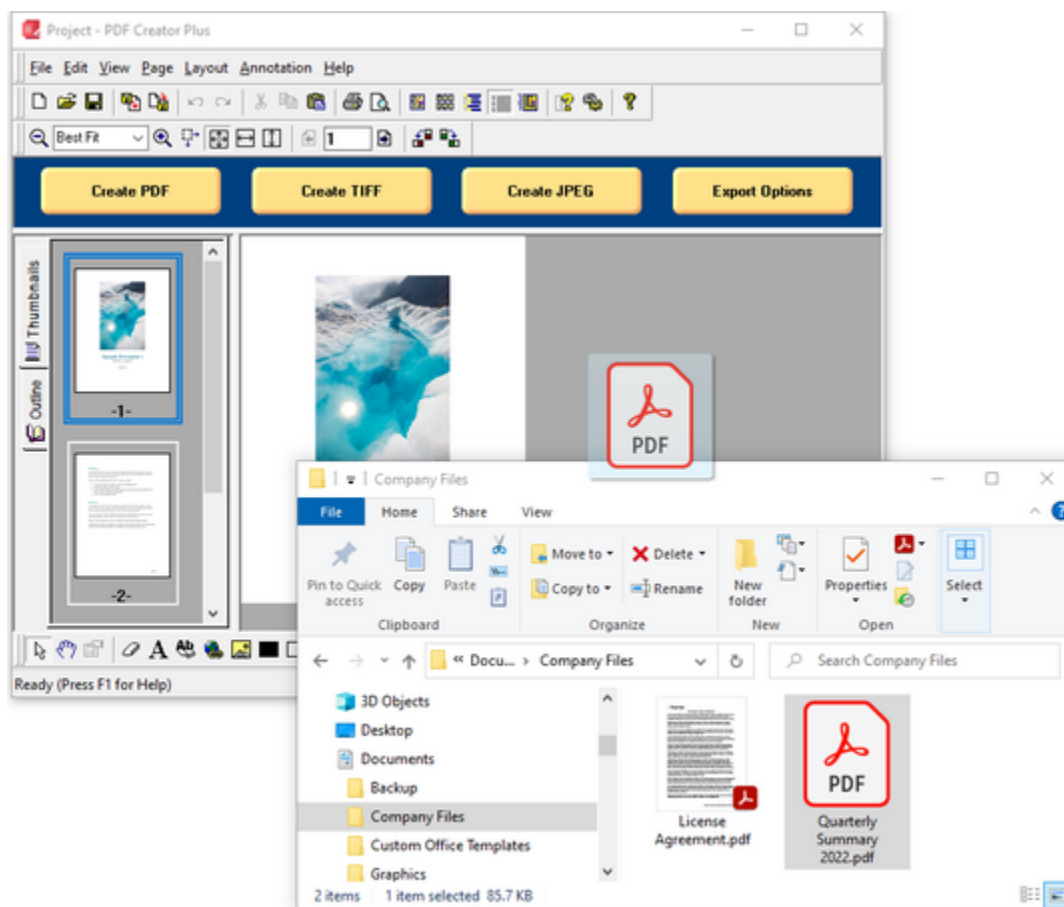 Project - PDF Creator Plus
File Edit View Page Layout Annotation Help
Best Fit
1
Create PDF
Create TIFF
Create JPEG
Export Options
Thumbnails
Outline
-1-
-2-
PDF
Ready (Press F1 for Help)
Company Files
File Home Share View
Pin to Quick access
Copy
Paste
Move to
Copy to
Delete
Rename
New folder
Properties
Select
Clipboard
Organize
New
Open
« Docu... › Company Files
Search Company Files
3D Objects
Desktop
Documents
Backup
Company Files
Custom Office Templates
Graphics
License
Agreement.pdf
PDF
Quarterly
Summary
2022.pdf
2 items 1 item selected 85.7 KB